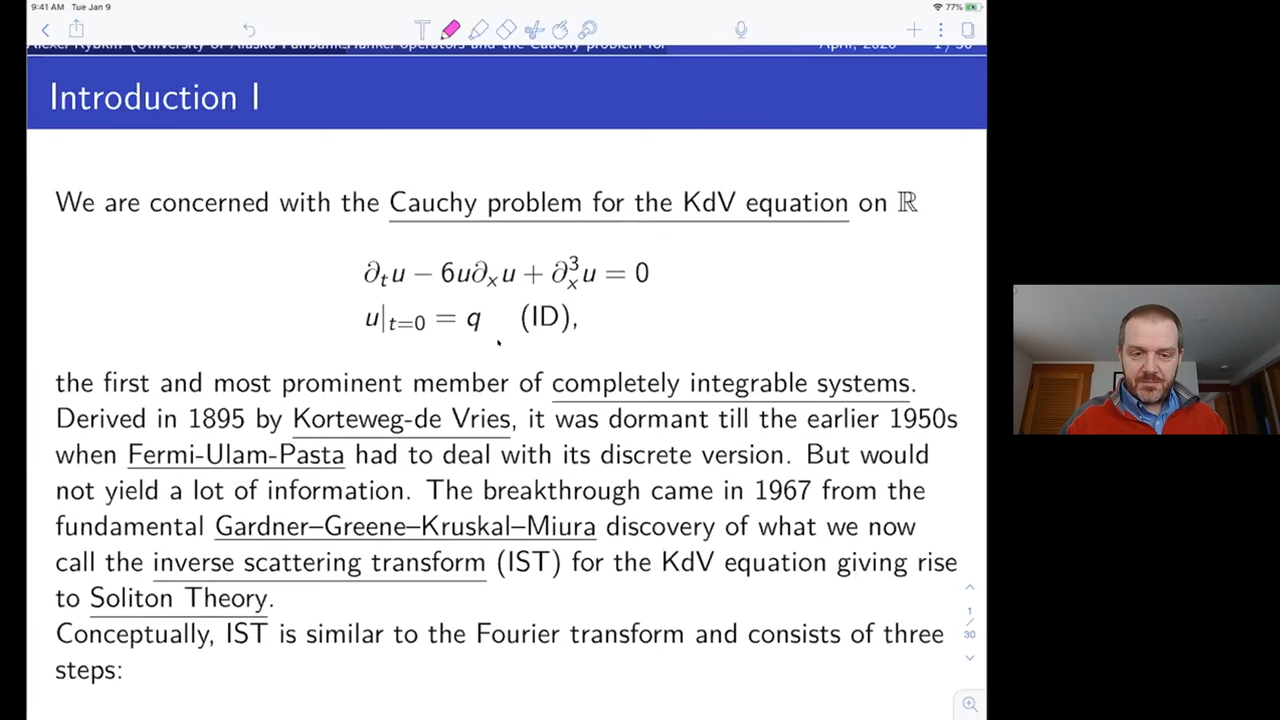 9:41 AM Tue Jan 9
77%
Introduction I
We are concerned with the Cauchy problem for the KdV equation on ℝ
∂ₜu − 6u∂ₓu + ∂ₓ³u = 0
u|ₜ₌₀ = q (ID),
the first and most prominent member of completely integrable systems.
Derived in 1895 by Korteweg-de Vries, it was dormant till the earlier 1950s
when Fermi-Ulam-Pasta had to deal with its discrete version. But would
not yield a lot of information. The breakthrough came in 1967 from the
fundamental Gardner–Greene–Kruskal–Miura discovery of what we now
call the inverse scattering transform (IST) for the KdV equation giving rise
to Soliton Theory.
Conceptually, IST is similar to the Fourier transform and consists of three
steps:
1
/
30